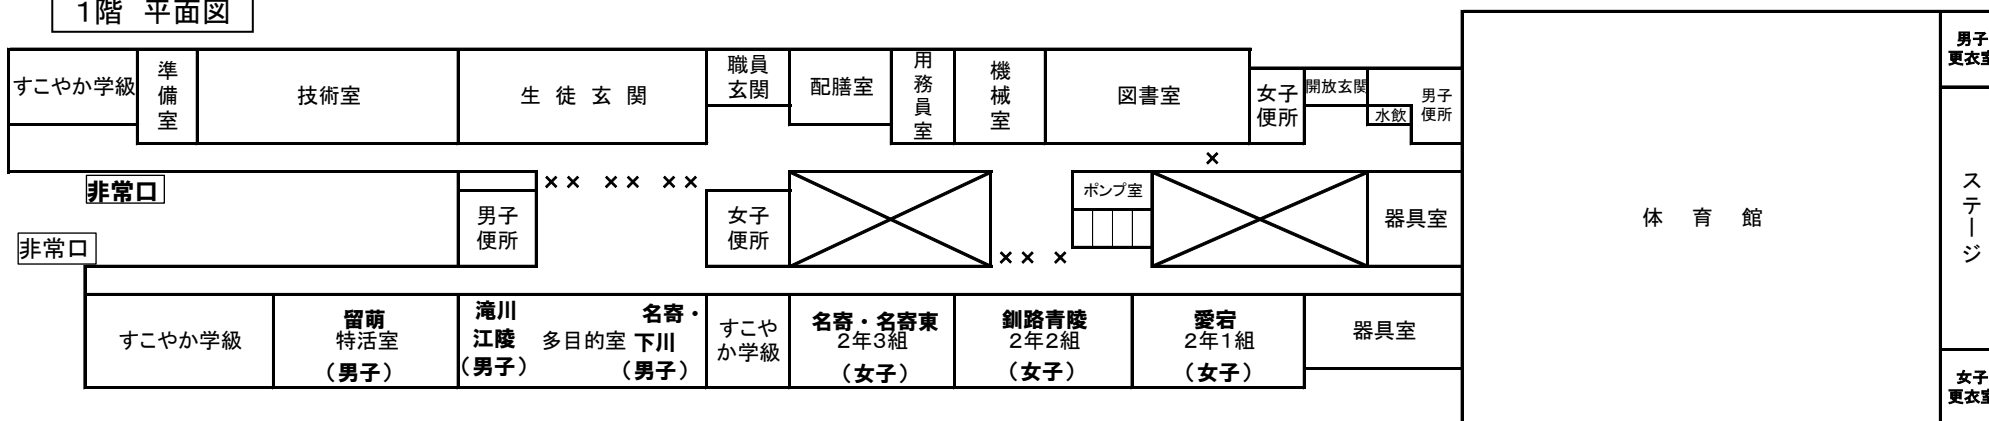 1階 平面図
すこやか学級
準
備
室
技術室
生 徒 玄 関
職員
玄関
配膳室
用
務
員
室
機
械
室
図書室
女子
便所
開放玄関
水飲
男子
便所
男子
更衣室
×
非常口
×× ×× ××
男子
便所
女子
便所
ポンプ室
器具室
体 育 館
ス
テ
ー
ジ
非常口
×× ×
すこやか学級
留萌
特活室
（男子）
滝川
江陵
（男子）
多目的室
名寄・
下川
（男子）
すこや
か学級
名寄・名寄東
2年3組
（女子）
釧路青陵
2年2組
（女子）
愛宕
2年1組
（女子）
器具室
女子
更衣室